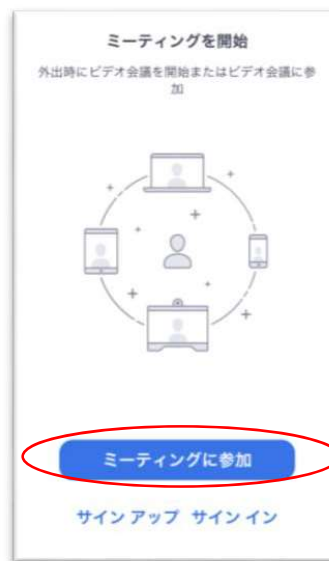 ミーティングを開始
外出時にビデオ会議を開始またはビデオ会議に参
加
ミーティングに参加
サイン アップ サイン イン